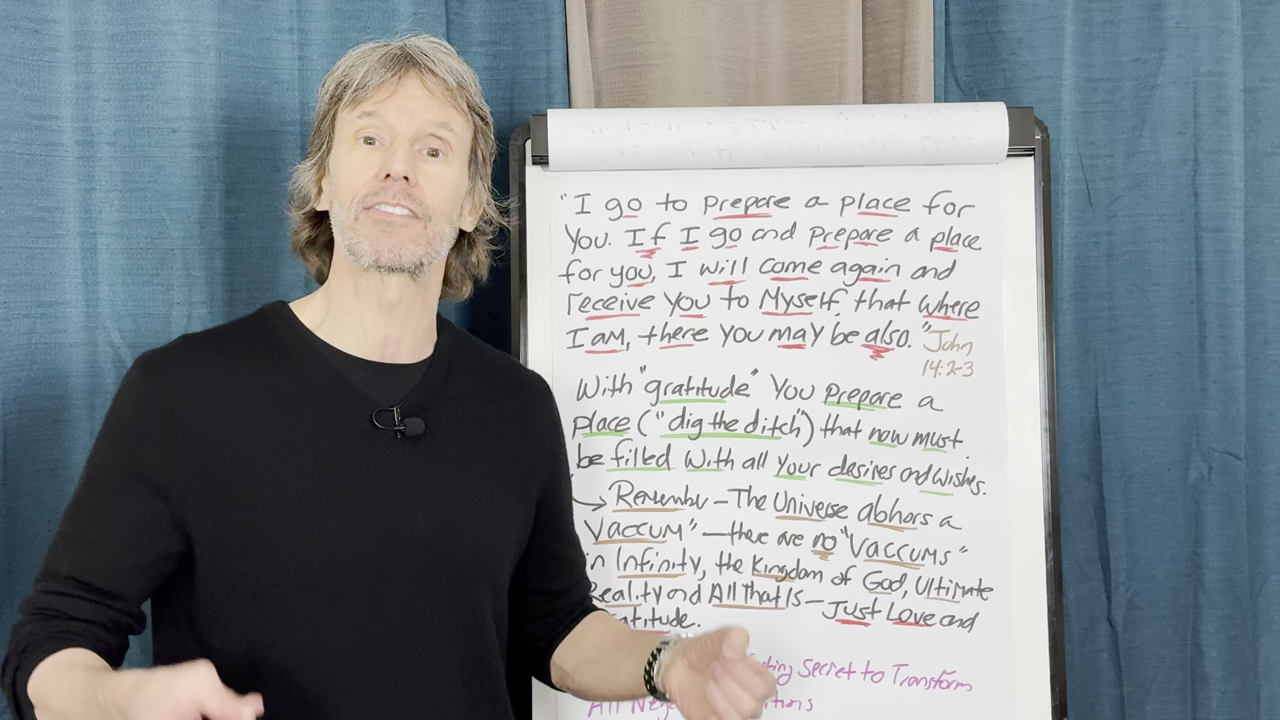 "I go to prepare a place for
You. If I go and prepare a place
for you, I will come again and
receive You to Myself, that where
I am, there you may be also."
John
14:2-3
With "gratitude" You prepare a
place ("dig the ditch") that now must
be filled with all your desires and wishes.
→ Remember - The Universe abhors a
Vaccum" - there are no "Vaccums"
in Infinity, the Kingdom of God, Ultimate
Reality and All That Is - Just Love and
Secret to Transform
All